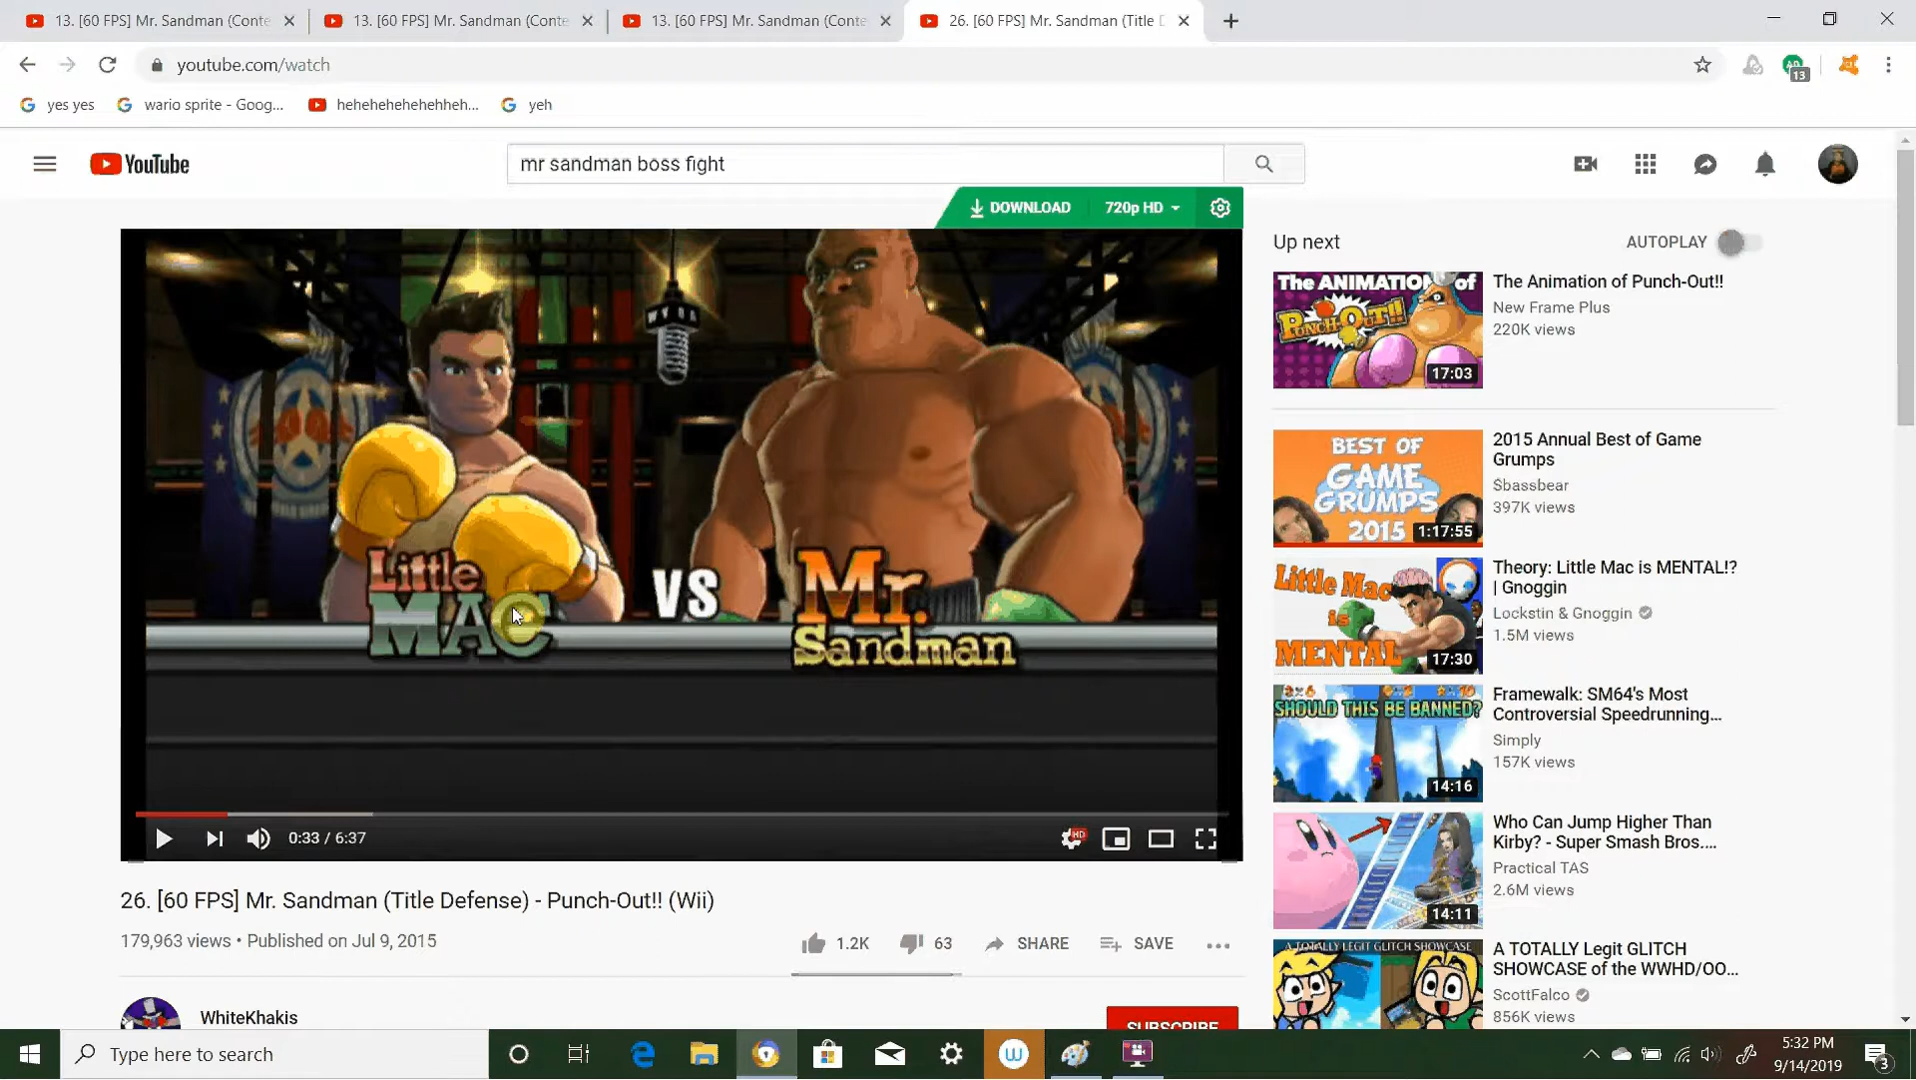 13. [60 FPS] Mr. Sandman (Conte
13. [60 FPS] Mr. Sandman (Conte
13. [60 FPS] Mr. Sandman (Conte
26. [60 FPS] Mr. Sandman (Title D
youtube.com/watch
13
yes yes
wario sprite - Goog...
hehehehehehehheh...
yeh
YouTube
mr sandman boss fight
DOWNLOAD
720p HD
Little
MAC
VS
Mr.
Sandman
HD
0:33 / 6:37
26. [60 FPS] Mr. Sandman (Title Defense) - Punch-Out!! (Wii)
179,963 views • Published on Jul 9, 2015
1.2K
63
SHARE
SAVE
WhiteKhakis
SUBSCRIBE
Up next
AUTOPLAY
The ANIMATION of
PUNCH-OUT!!
17:03
The Animation of Punch-Out!!
New Frame Plus
220K views
BEST OF
GAME
GRUMPS
2015
1:17:55
2015 Annual Best of Game
Grumps
$bassbear
397K views
Little Mac
is
MENTAL
17:30
Theory: Little Mac is MENTAL!?
| Gnoggin
Lockstin & Gnoggin
1.5M views
SHOULD THIS BE BANNED?
14:16
Framewalk: SM64's Most
Controversial Speedrunning...
Simply
157K views
14:11
Who Can Jump Higher Than
Kirby? - Super Smash Bros....
Practical TAS
2.6M views
A TOTALLY LEGIT GLITCH SHOWCASE
A TOTALLY Legit GLITCH
SHOWCASE of the WWHD/OO...
ScottFalco
856K views
Type here to search
5:32 PM
9/14/2019
3